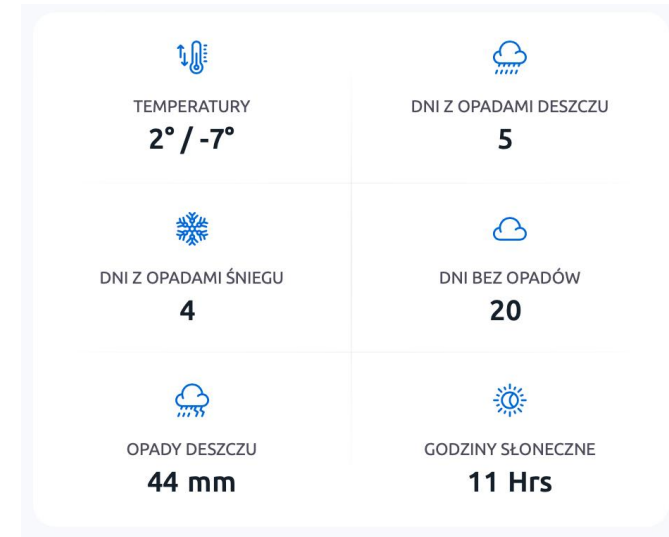 TEMPERATURY
2° / -7°
DNI Z OPADAMI DESZCZU
5
DNI Z OPADAMI ŚNIEGU
4
DNI BEZ OPADÓW
20
OPADY DESZCZU
44 mm
GODZINY SŁONECZNE
11 Hrs